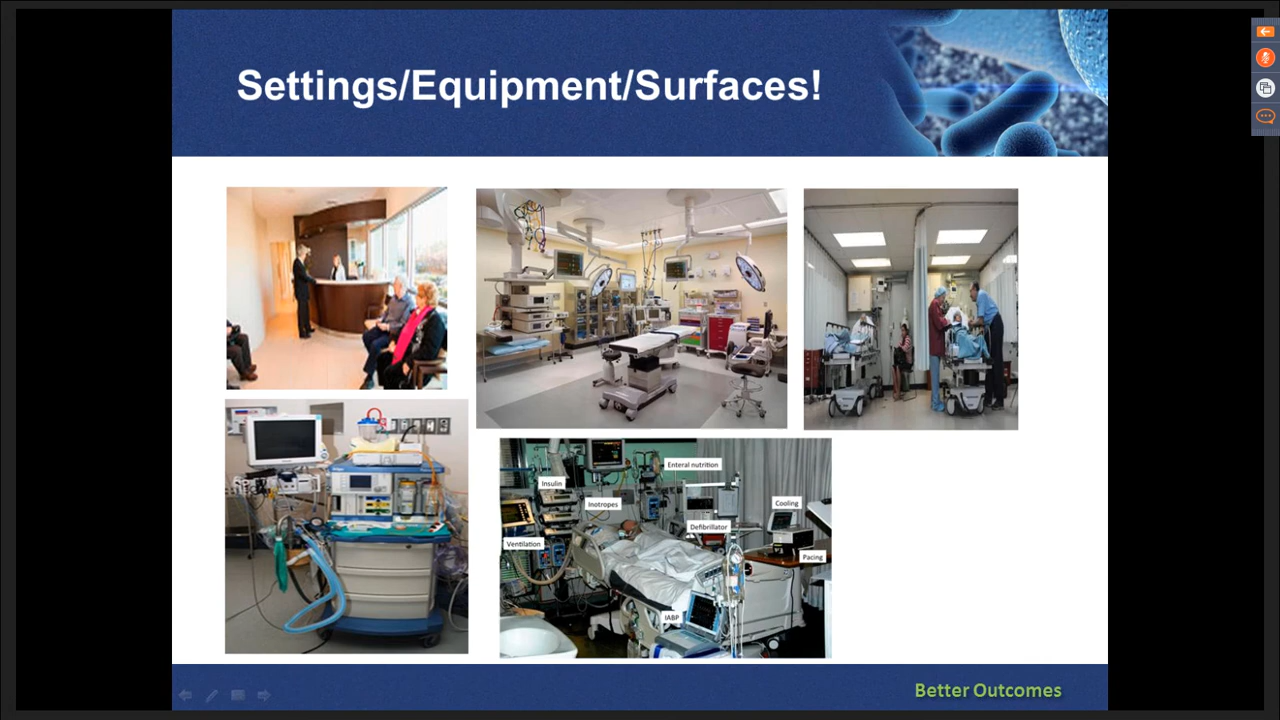 Settings/Equipment/Surfaces!
Enteral nutrition
Insulin
Inotropes
Cooling
Defibrillator
Ventilation
Pacing
IABP
Better Outcomes